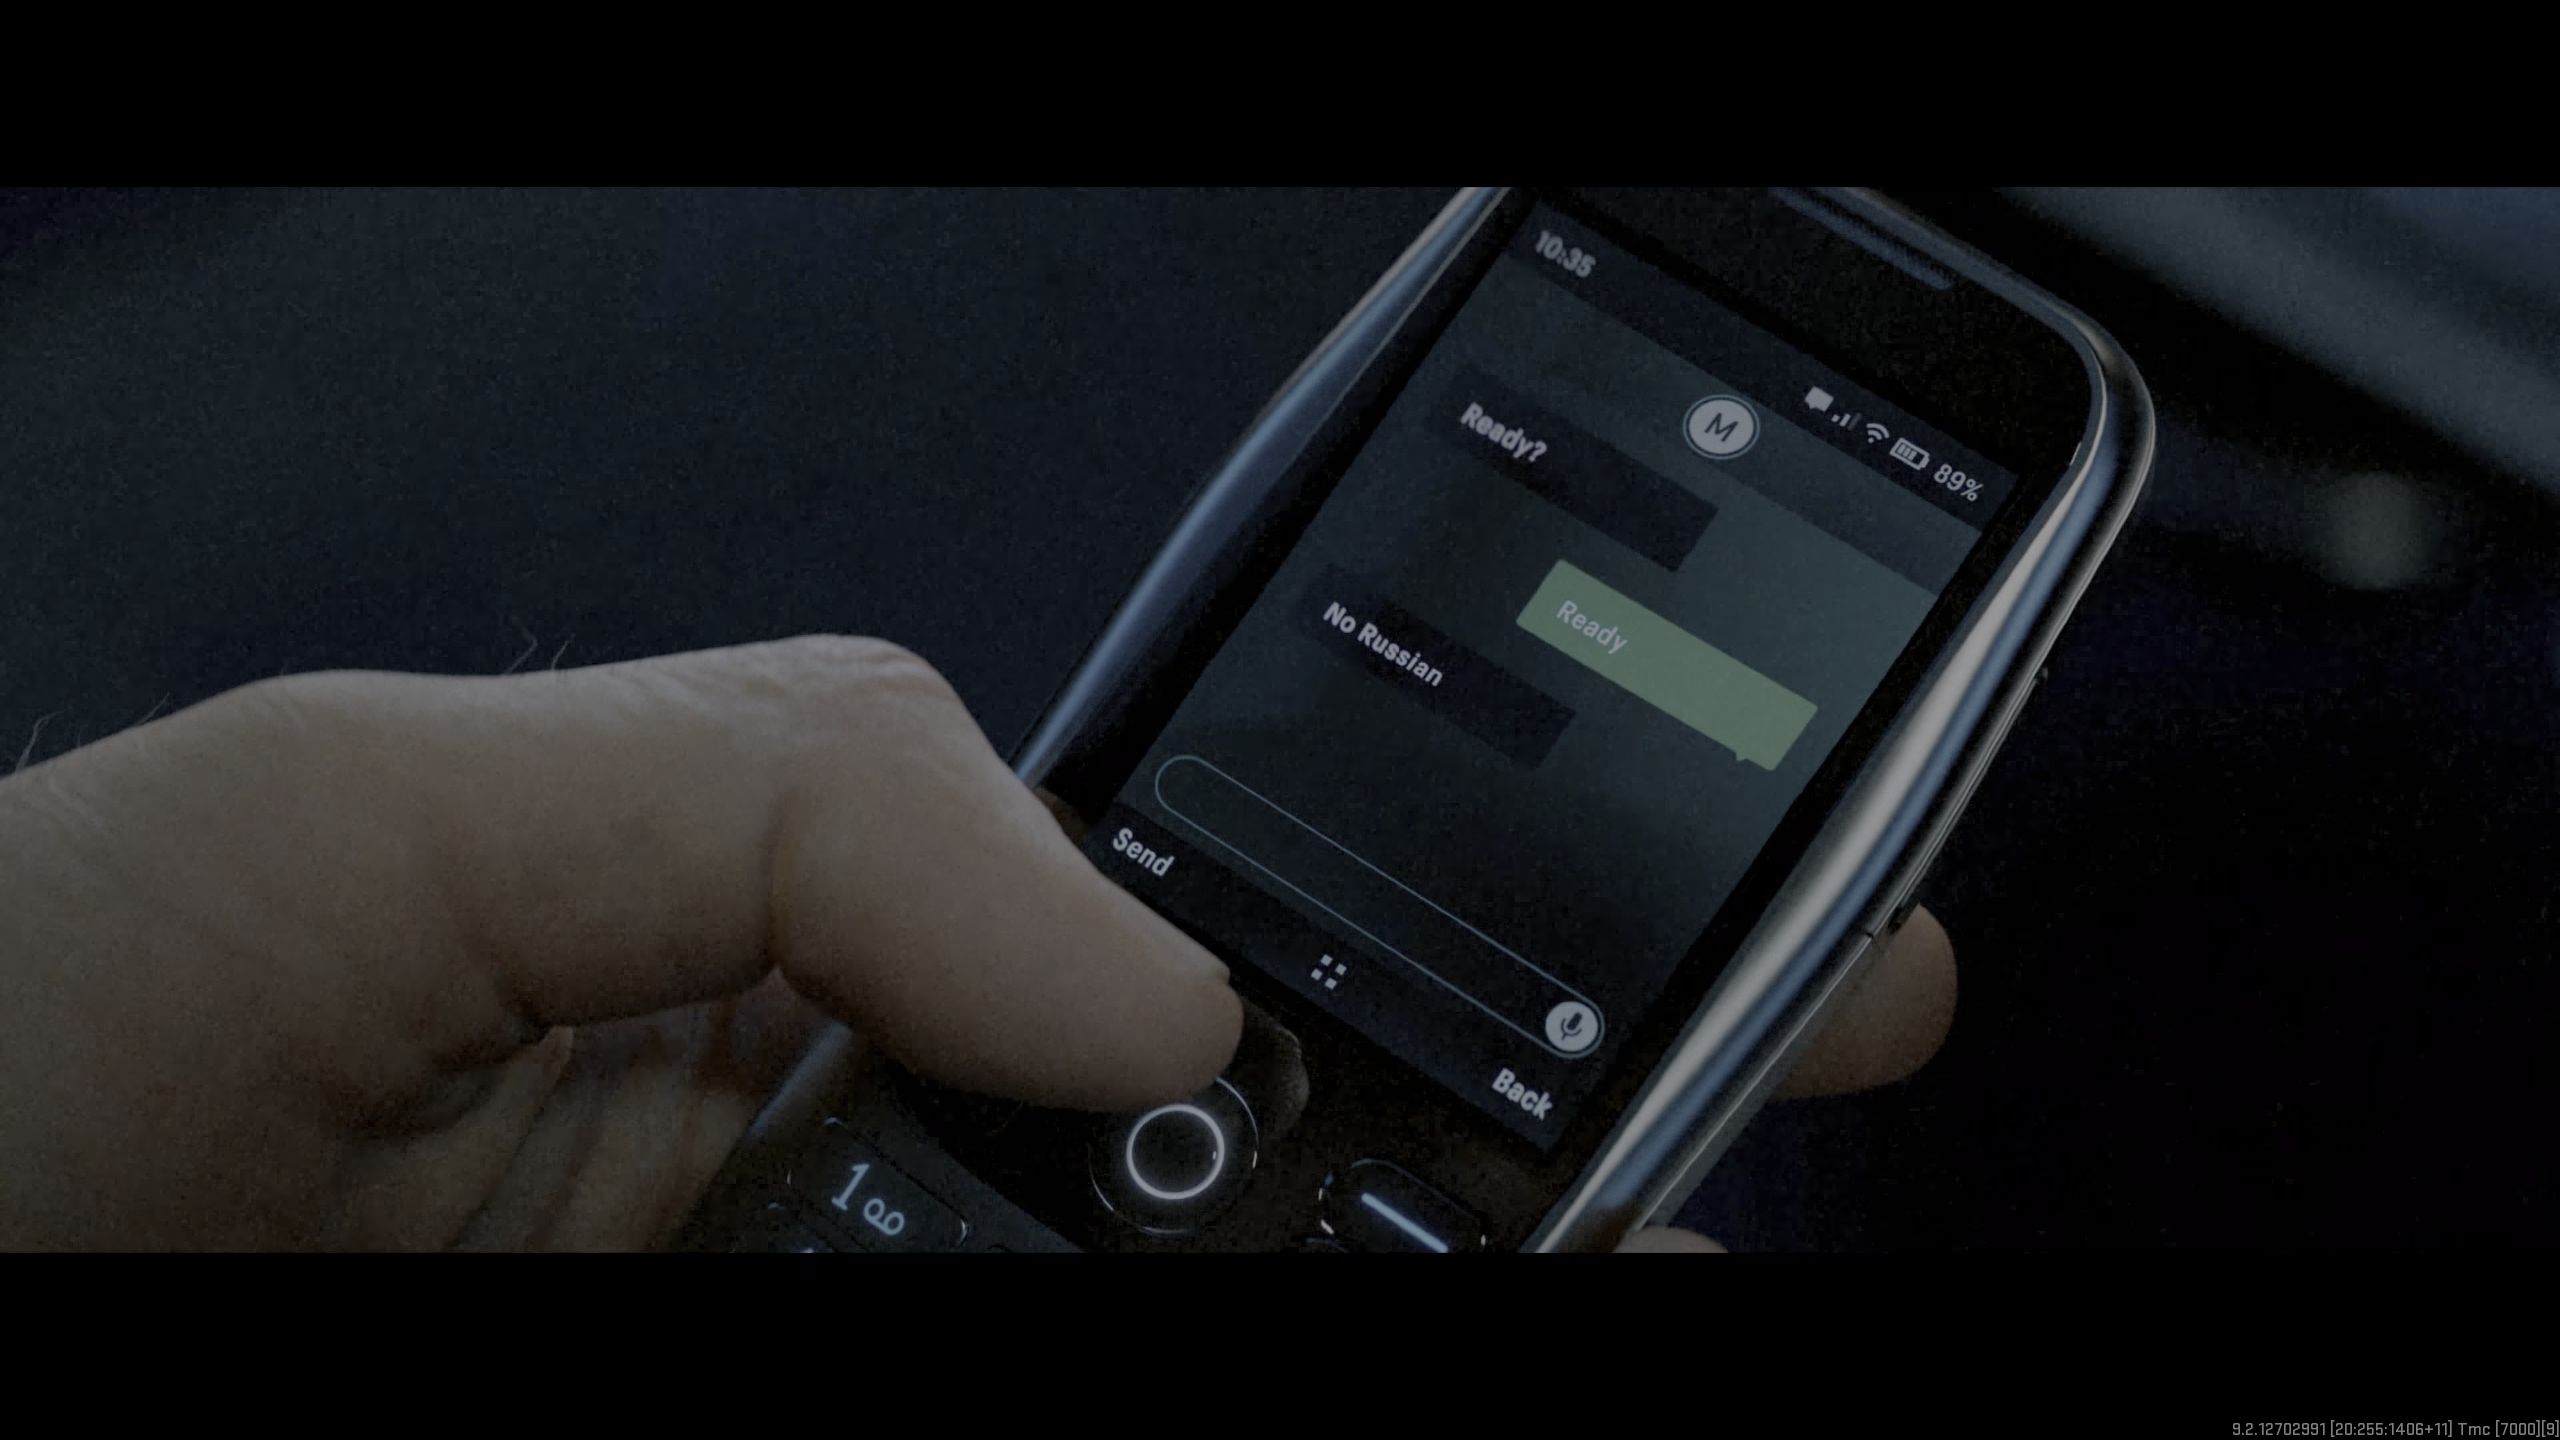 10:35
89%
M
Ready?
Ready
No Russian
Send
Back
1
9.2.12702991 [20:255:1406+11] Tmc [7000][9]